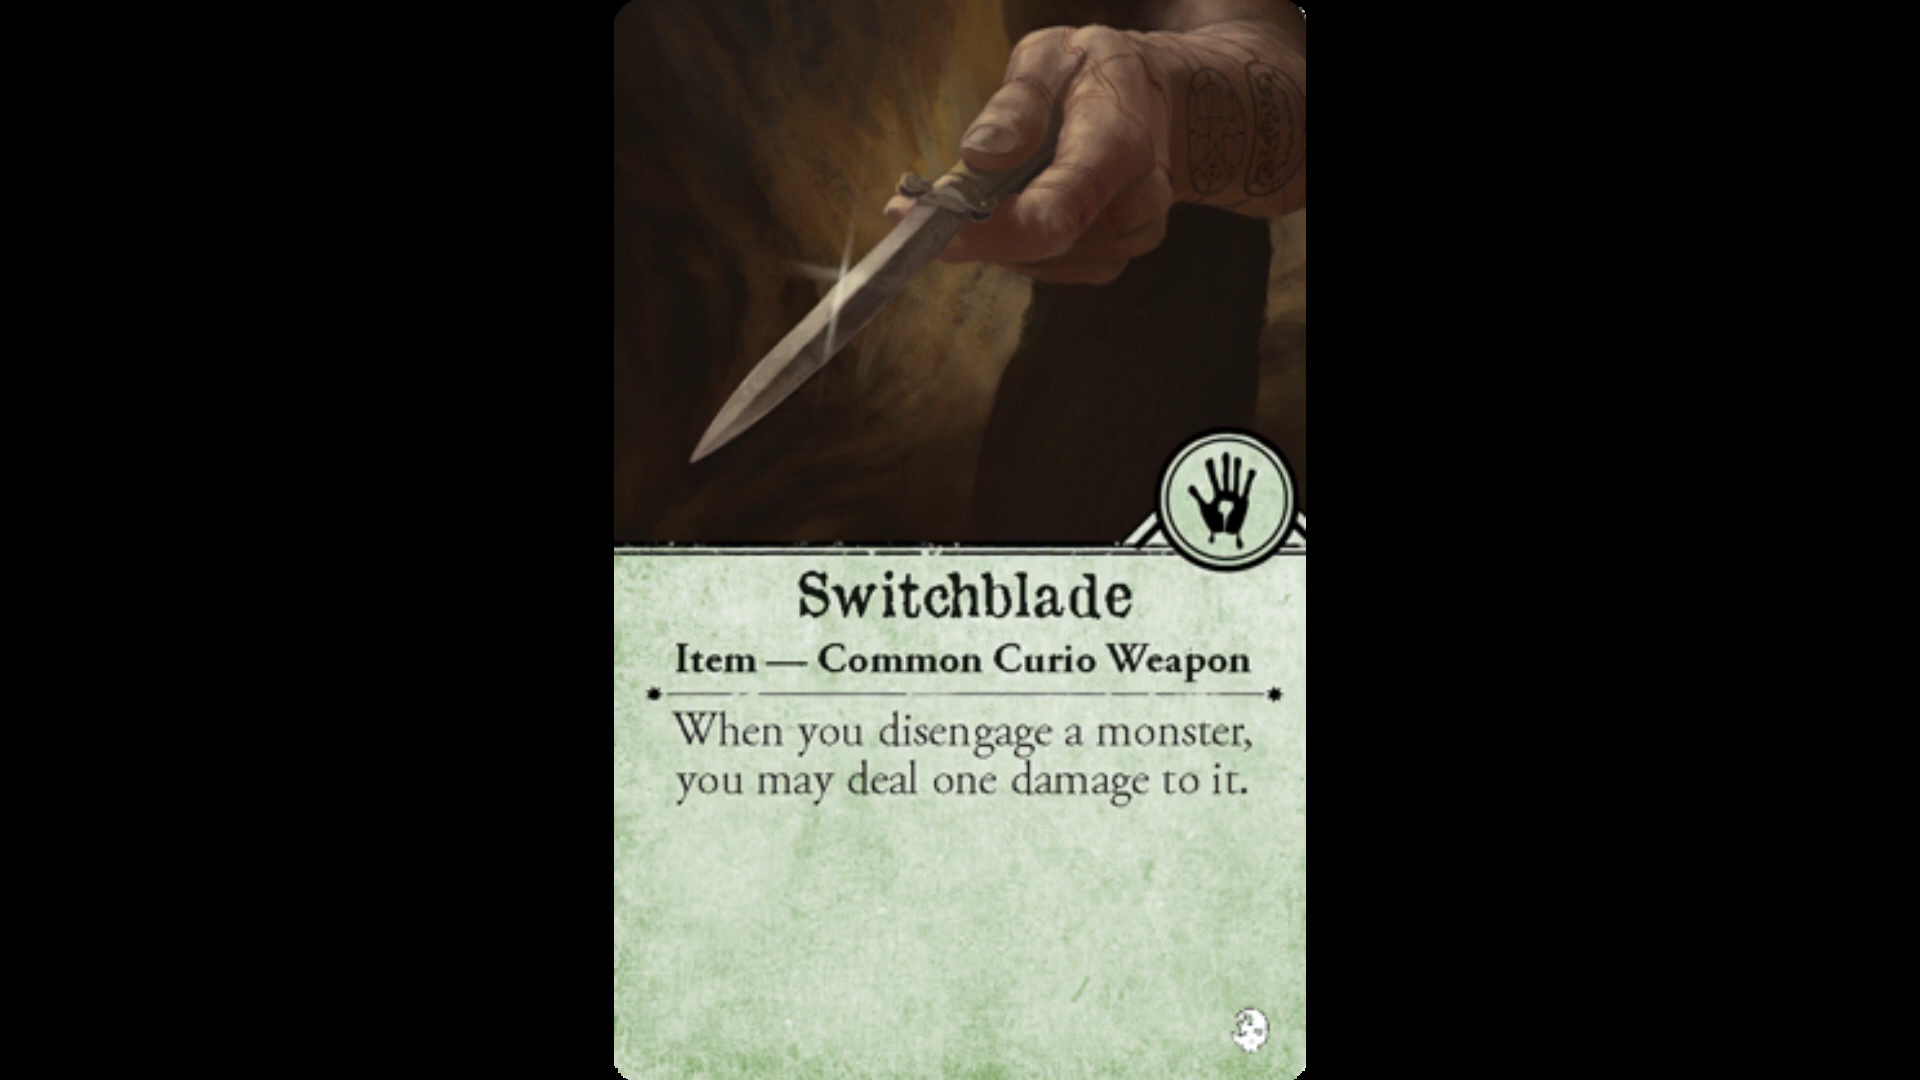 Switchblade
Item — Common Curio Weapon
When you disengage a monster,
you may deal one damage to it.